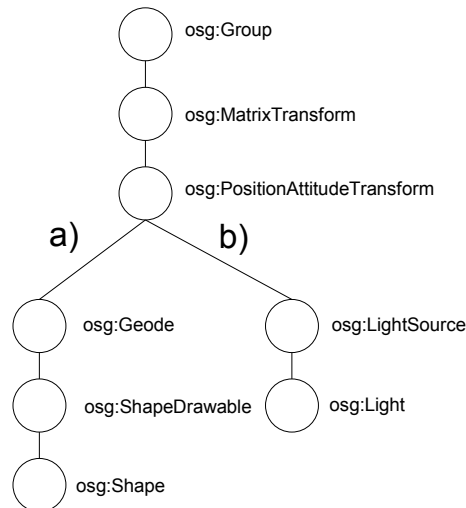 osg:Group
osg:MatrixTransform
osg:PositionAttitudeTransform
a)
b)
osg:Geode
osg:LightSource
osg:ShapeDrawable
osg:Light
osg:Shape